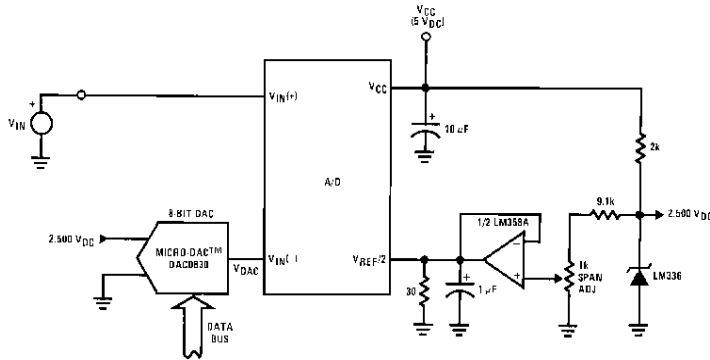 VCC
(5 VDC)
VIN(+)
VCC
+
+
VIN
10 µF
2k
A/D
9.1k
8-BIT DAC
1/2 LM358A
2.500 VDC
2.500 VDC
MICRO-DAC™
DAC0830
VDAC
VIN(-)
VREF/2
-
+
+
30
1 µF
1k
SPAN
ADJ
LM336
DATA
BUS